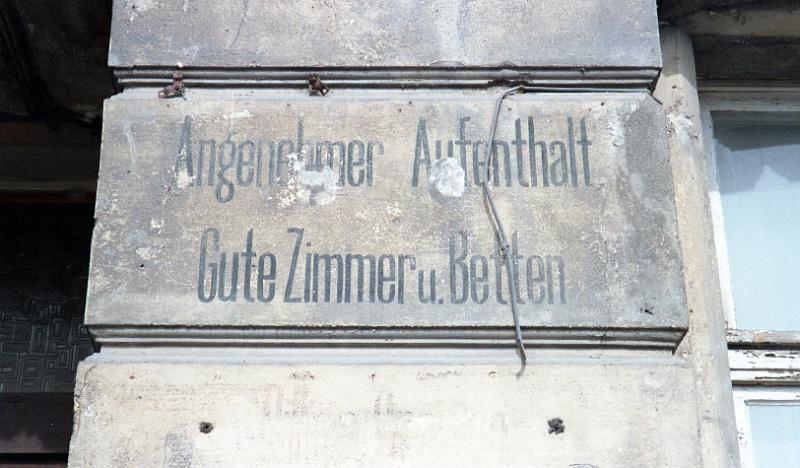 Angenehmer Aufenthalt
Gute Zimmer u. Betten